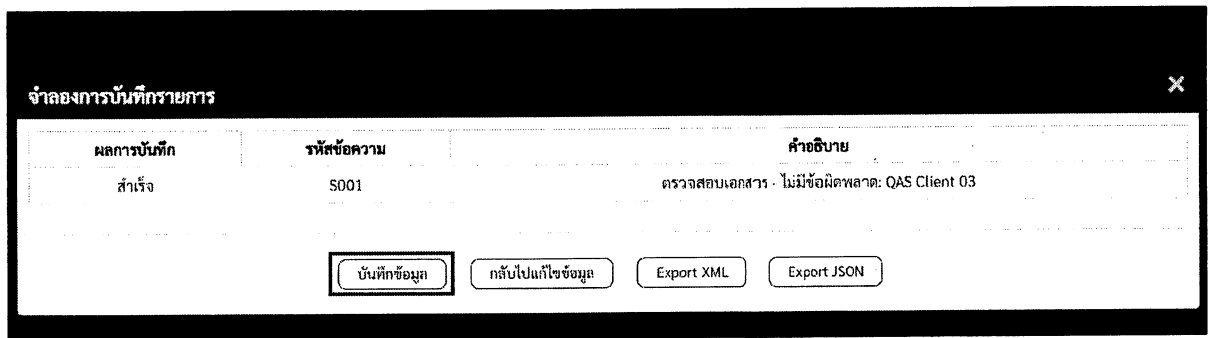 จำลองการบันทึกรายการ ×
ผลการบันทึก รหัสข้อความ คำอธิบาย
สำเร็จ S001 ตรวจสอบเอกสาร - ไม่มีข้อผิดพลาด: QAS Client 03
บันทึกข้อมูล กลับไปแก้ไขข้อมูล Export XML Export JSON